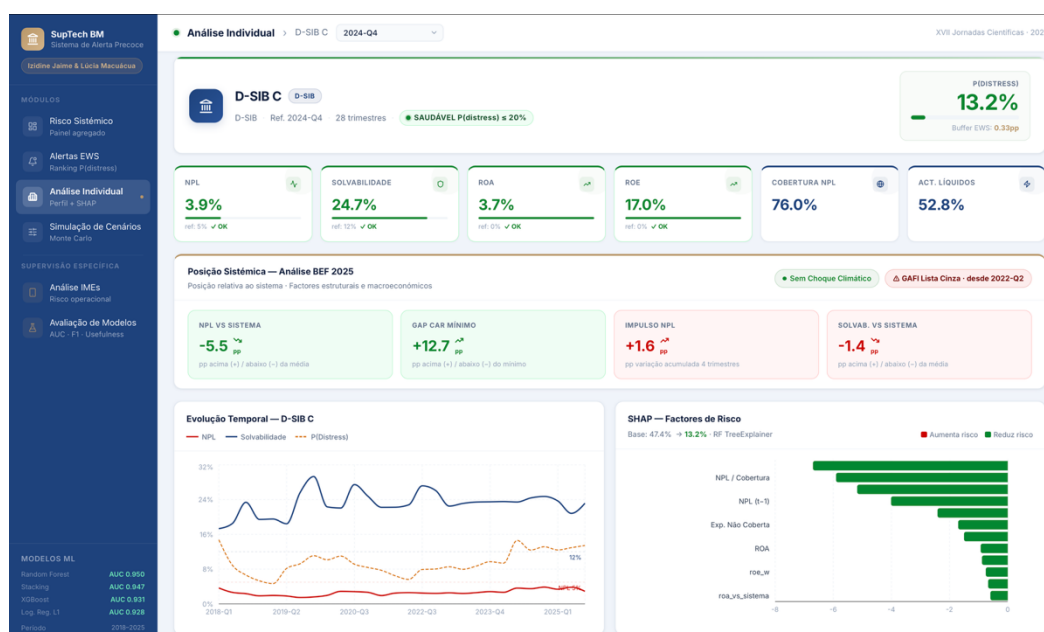 SupTech BM
Sistema de Alerta Precoce
Izidine Jaime & Lúcia Macuácua
MÓDULOS
Risco Sistémico
Painel agregado
Alertas EWS
Ranking P(distress)
Análise Individual
Perfil + SHAP
Simulação de Cenários
Monte Carlo
SUPERVISÃO ESPECÍFICA
Análise IMEs
Risco operacional
Avaliação de Modelos
AUC · F1 · Usefulness
MODELOS ML
Random Forest AUC 0.950
Stacking AUC 0.947
XGBoost AUC 0.931
Log. Reg. L1 AUC 0.928
Período 2018–2025
Análise Individual › D-SIB C 2024-Q4
XVII Jornadas Científicas · 202
D-SIB C D-SIB
D-SIB Ref. 2024-Q4 28 trimestres SAUDÁVEL P(distress) ≤ 20%
P(DISTRESS)
13.2%
Buffer EWS: 0.33pp
NPL
3.9%
ref: 5% ✓ OK
SOLVABILIDADE
24.7%
ref: 12% ✓ OK
ROA
3.7%
ref: 0% ✓ OK
ROE
17.0%
ref: 0% ✓ OK
COBERTURA NPL
76.0%
ACT. LÍQUIDOS
52.8%
Posição Sistémica — Análise BEF 2025
Posição relativa ao sistema · Factores estruturais e macroeconómicos
Sem Choque Climático
⚠ GAFI Lista Cinza · desde 2022-Q2
NPL VS SISTEMA
-5.5 pp
pp acima (+) / abaixo (−) da média
GAP CAR MÍNIMO
+12.7 pp
pp acima (+) / abaixo (−) do mínimo
IMPULSO NPL
+1.6 pp
pp variação acumulada 4 trimestres
SOLVAB. VS SISTEMA
-1.4 pp
pp acima (+) / abaixo (−) da média
Evolução Temporal — D-SIB C
NPL Solvabilidade P(Distress)
32%
24%
16%
8%
0%
12%
NPL 5%
2018-Q1 2019-Q2 2020-Q3 2022-Q3 2023-Q4 2025-Q1
SHAP — Factores de Risco
Base: 47.4% → 13.2% · RF TreeExplainer
Aumenta risco Reduz risco
NPL / Cobertura
NPL (t−1)
Exp. Não Coberta
ROA
roe_w
roa_vs_sistema
-8 -6 -4 -2 0